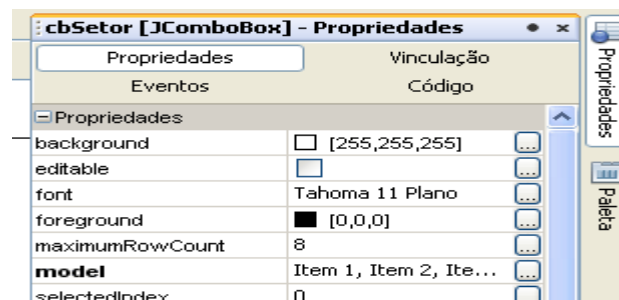 cbSetor [JComboBox] - Propriedades
Propriedades Vinculação
Eventos Código
Propriedades
background [255,255,255] ...
editable ...
font Tahoma 11 Plano ...
foreground [0,0,0] ...
maximumRowCount 8 ...
model Item 1, Item 2, Ite... ...
selectedIndex 0
Propriedades
Paleta